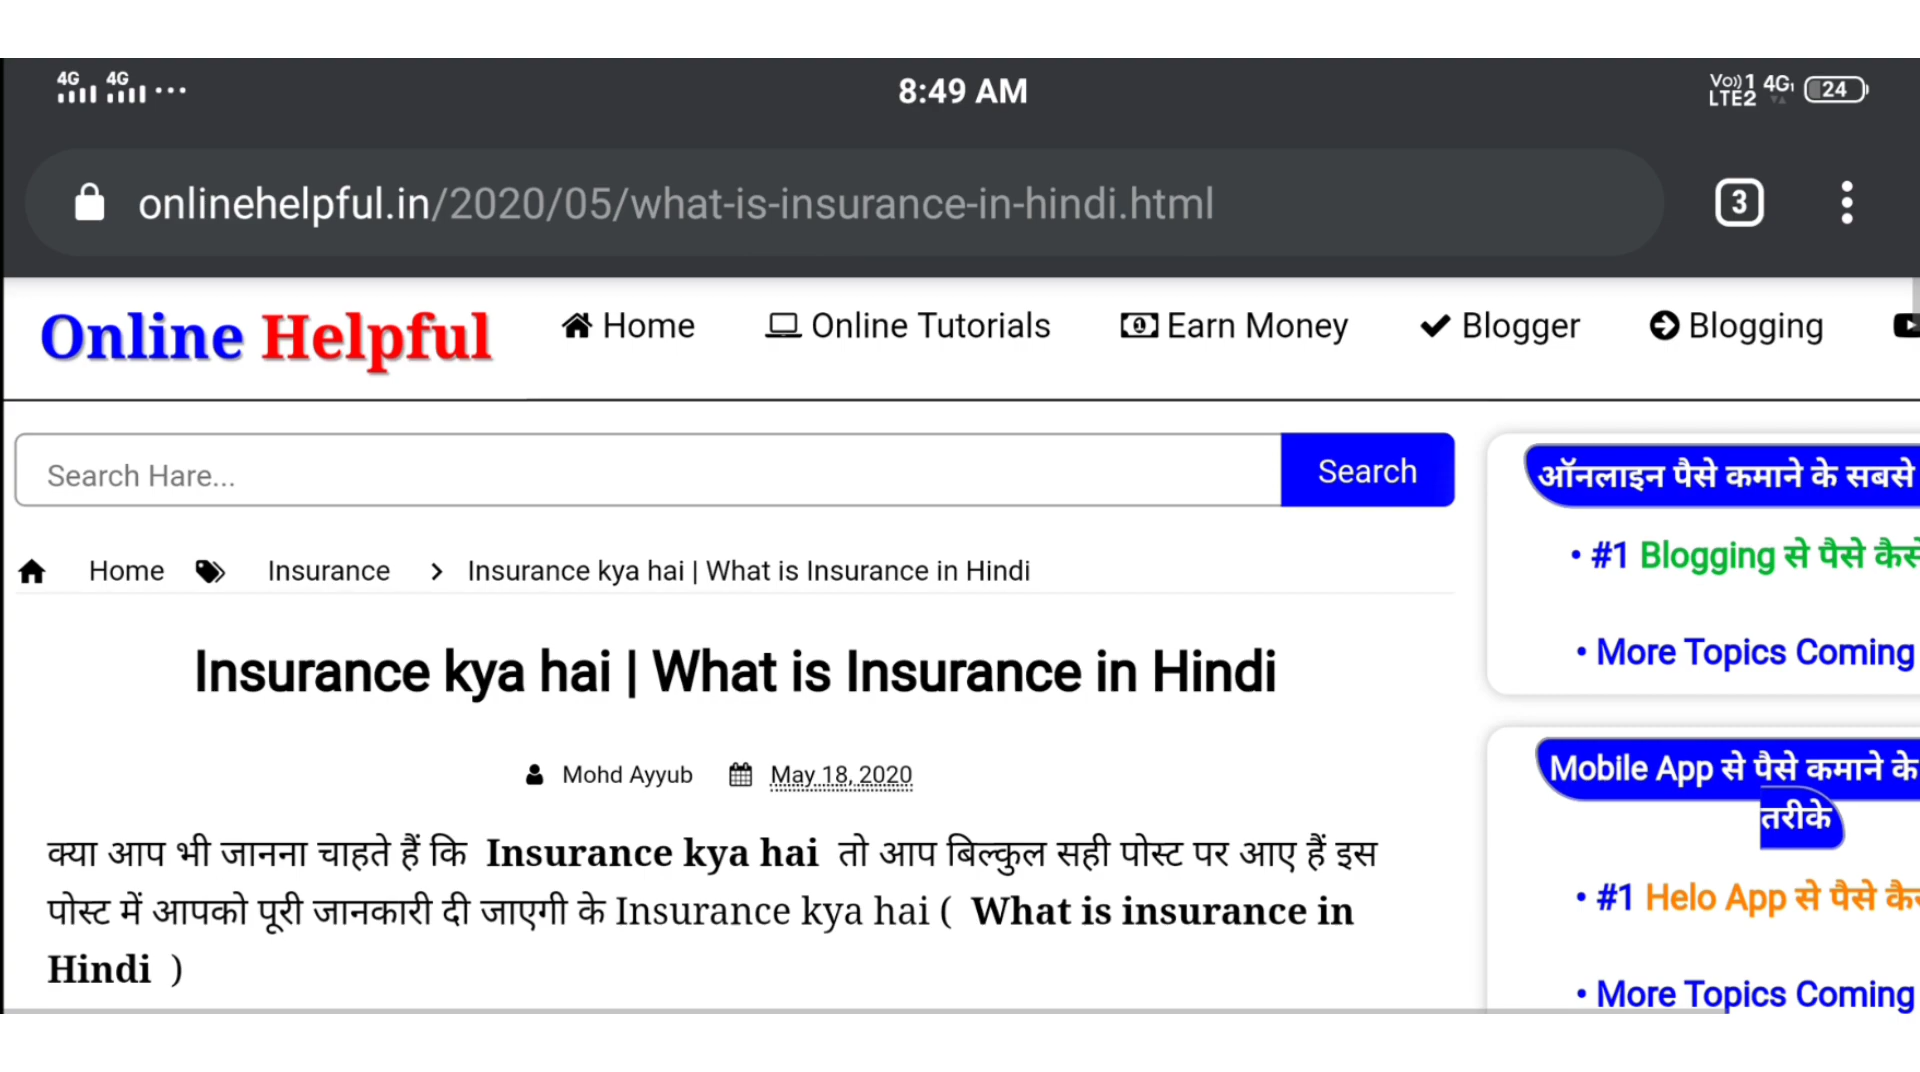 4G 4G
8:49 AM
Vo)) 1 4G
LTE2
24
onlinehelpful.in/2020/05/what-is-insurance-in-hindi.html
3
Online Helpful
Home
Online Tutorials
Earn Money
Blogger
Blogging
Search Hare...
Search
Home
Insurance
Insurance kya hai | What is Insurance in Hindi
Insurance kya hai | What is Insurance in Hindi
Mohd Ayyub
May 18, 2020
क्या आप भी जानना चाहते हैं कि Insurance kya hai तो आप बिल्कुल सही पोस्ट पर आए हैं इस
पोस्ट में आपको पूरी जानकारी दी जाएगी के Insurance kya hai ( What is insurance in
Hindi )
ऑनलाइन पैसे कमाने के सबसे
• #1 Blogging से पैसे कैसे
• More Topics Coming
Mobile App से पैसे कमाने के
तरीके
• #1 Helo App से पैसे
• More Topics Coming